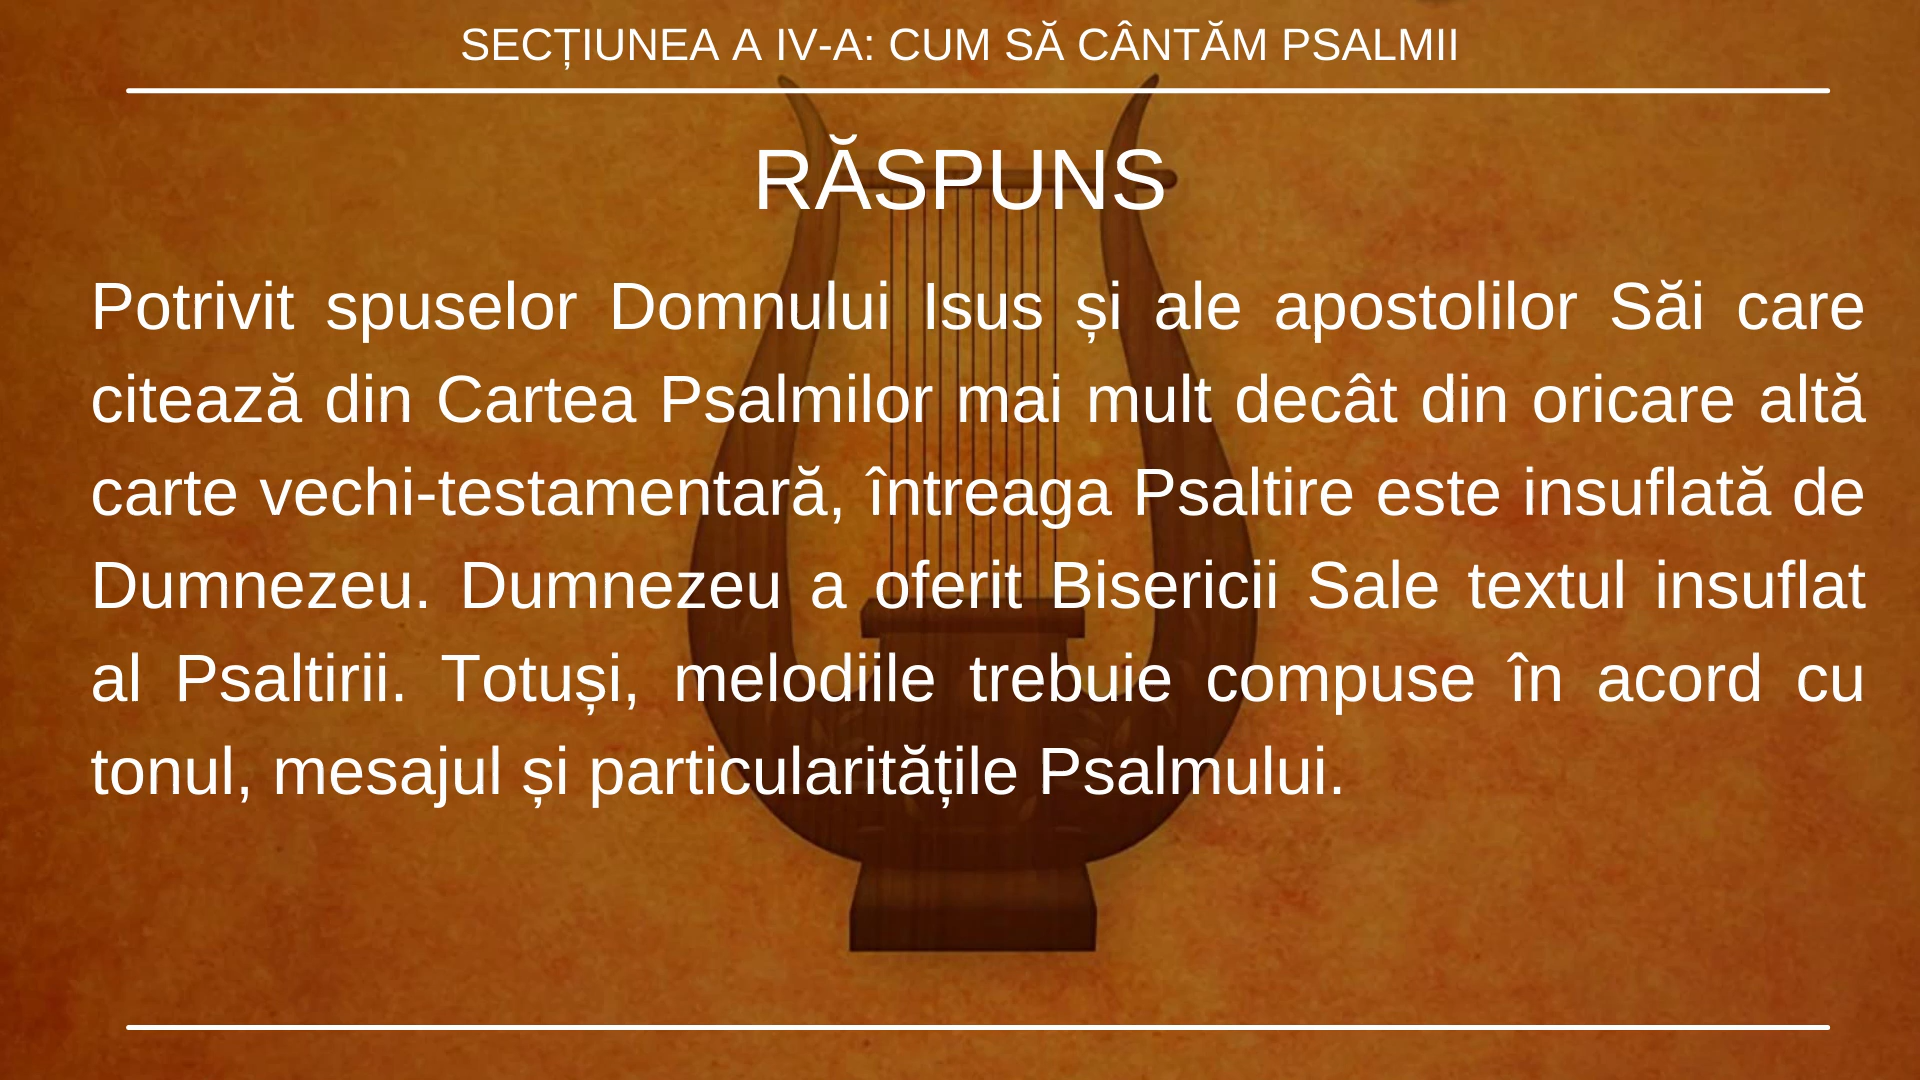 SECȚIUNEA A IV-A: CUM SĂ CÂNTĂM PSALMII
RĂSPUNS
Potrivit spuselor Domnului Isus și ale apostolilor Săi care
citează din Cartea Psalmilor mai mult decât din oricare altă
carte vechi-testamentară, întreaga Psaltire este insuflată de
Dumnezeu. Dumnezeu a oferit Bisericii Sale textul insuflat
al Psaltirii. Totuși, melodiile trebuie compuse în acord cu
tonul, mesajul și particularitățile Psalmului.